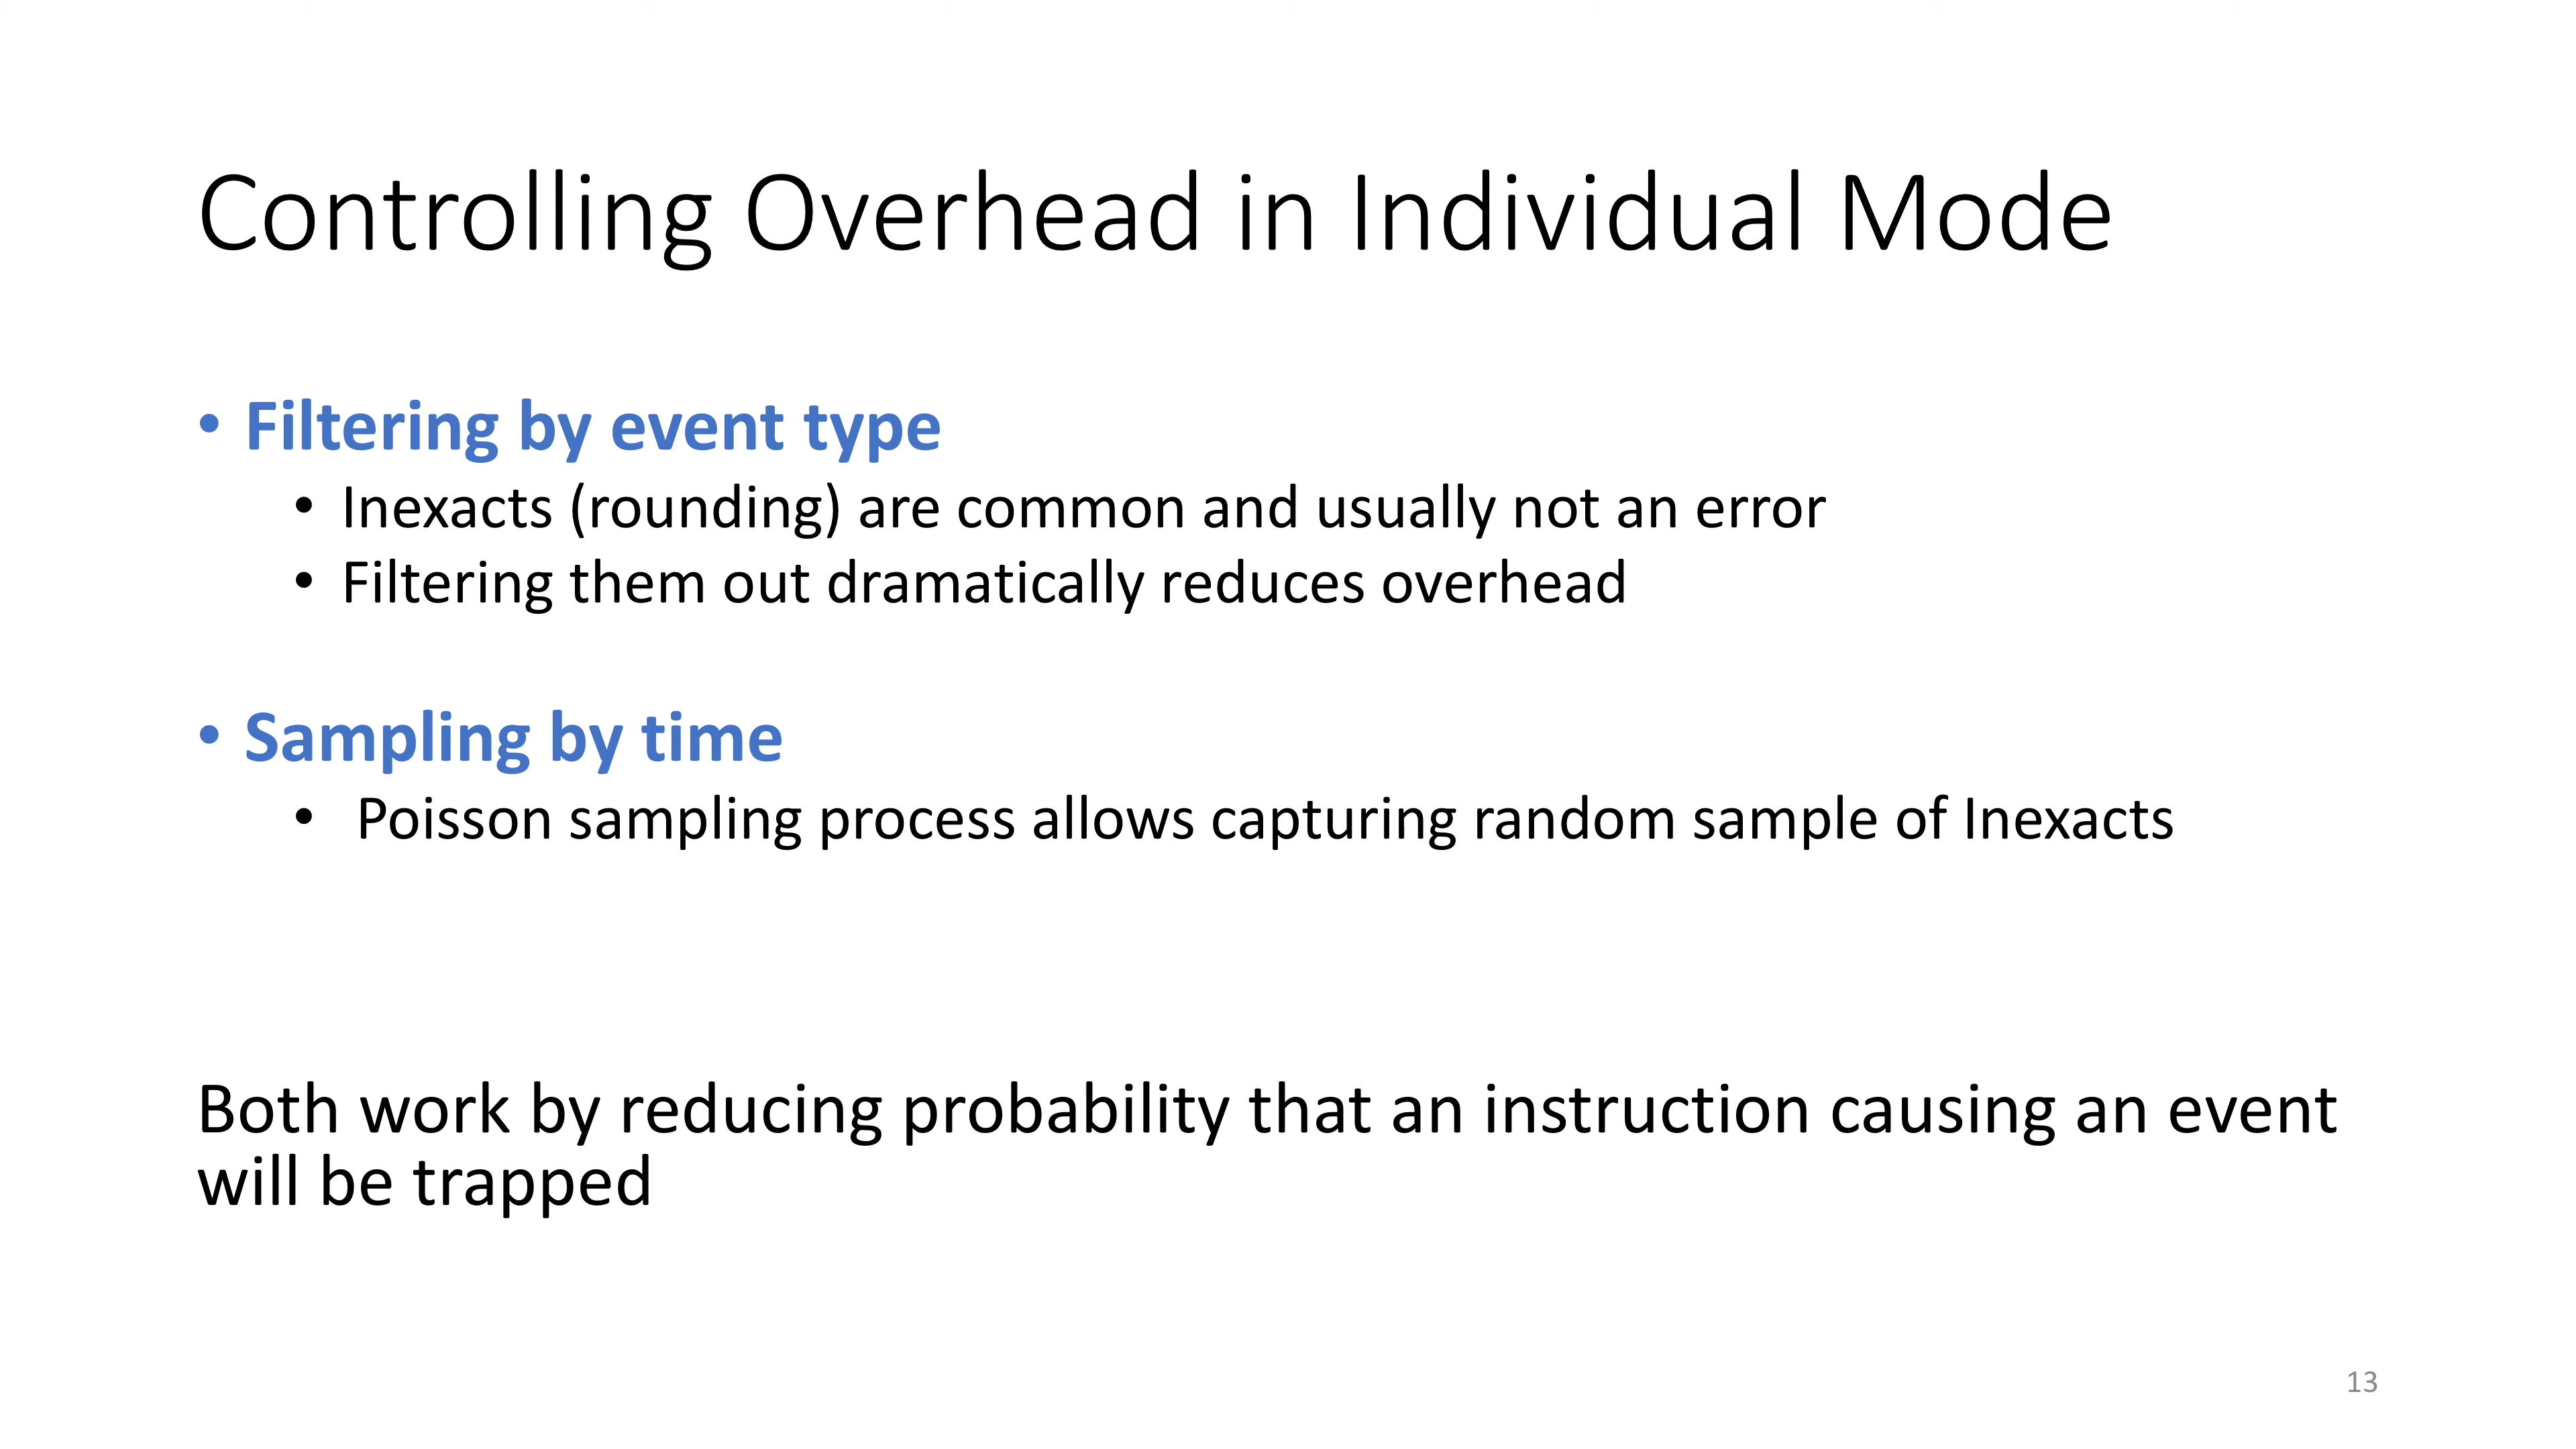 Controlling Overhead in Individual Mode
• Filtering by event type
• Inexacts (rounding) are common and usually not an error
• Filtering them out dramatically reduces overhead
• Sampling by time
• Poisson sampling process allows capturing random sample of Inexacts
Both work by reducing probability that an instruction causing an event
will be trapped
13